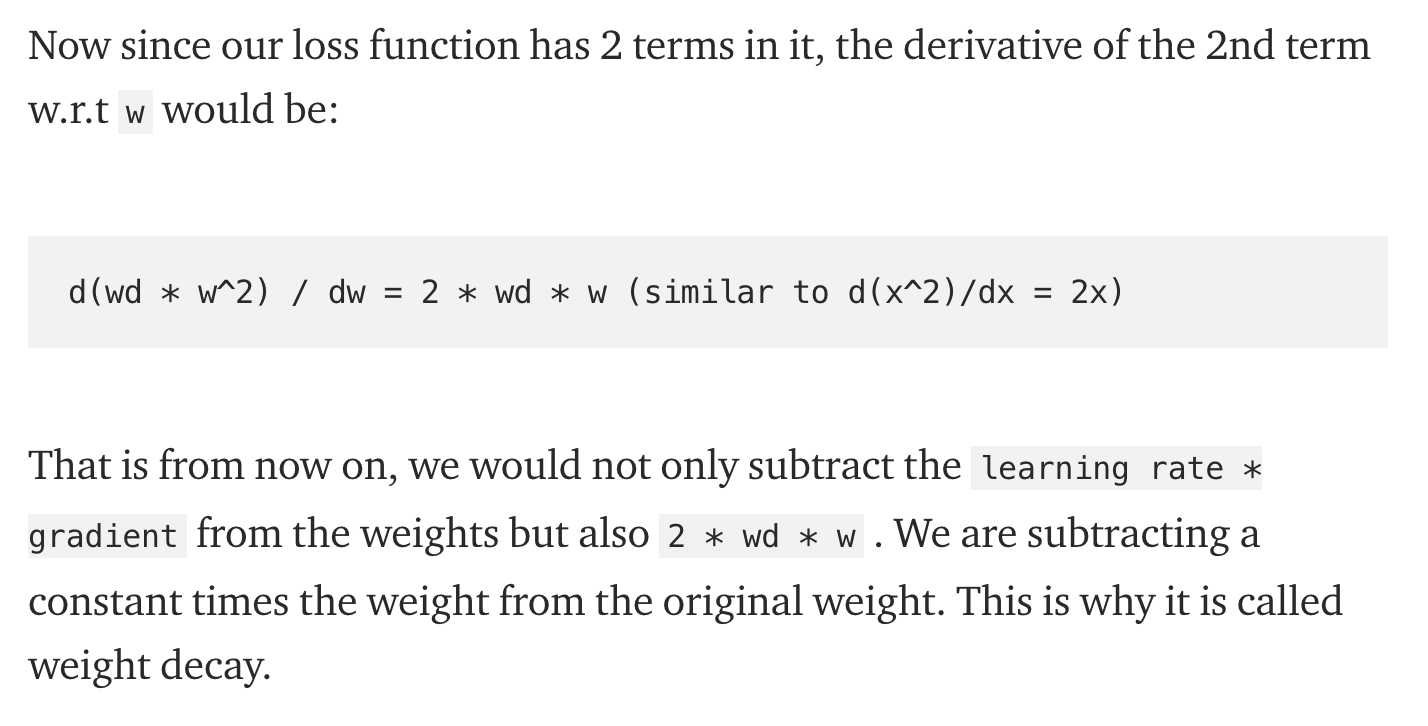 Now since our loss function has 2 terms in it, the derivative of the 2nd term
w.r.t w would be:
d(wd * w^2) / dw = 2 * wd * w (similar to d(x^2)/dx = 2x)
That is from now on, we would not only subtract the learning rate *
gradient from the weights but also 2 * wd * w . We are subtracting a
constant times the weight from the original weight. This is why it is called
weight decay.